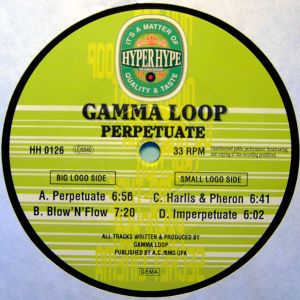 IT'S A MATTER OF
HYPER HYPE
QUALITY & TASTE
GAMMA LOOP
PERPETUATE
HH 0126
LC 6540
33 RPM
Unauthorized public performance, broadcasting
and copying of this recording prohibited
BIG LOGO SIDE
SMALL LOGO SIDE
A. Perpetuate 6:56
C. Harlis & Pheron 6:41
B. Blow'N'Flow 7:20
D. Imperpetuate 6:02
ALL TRACKS WRITTEN & PRODUCED BY
GAMMA LOOP
PUBLISHED BY A.C./BMG UFA
GEMA